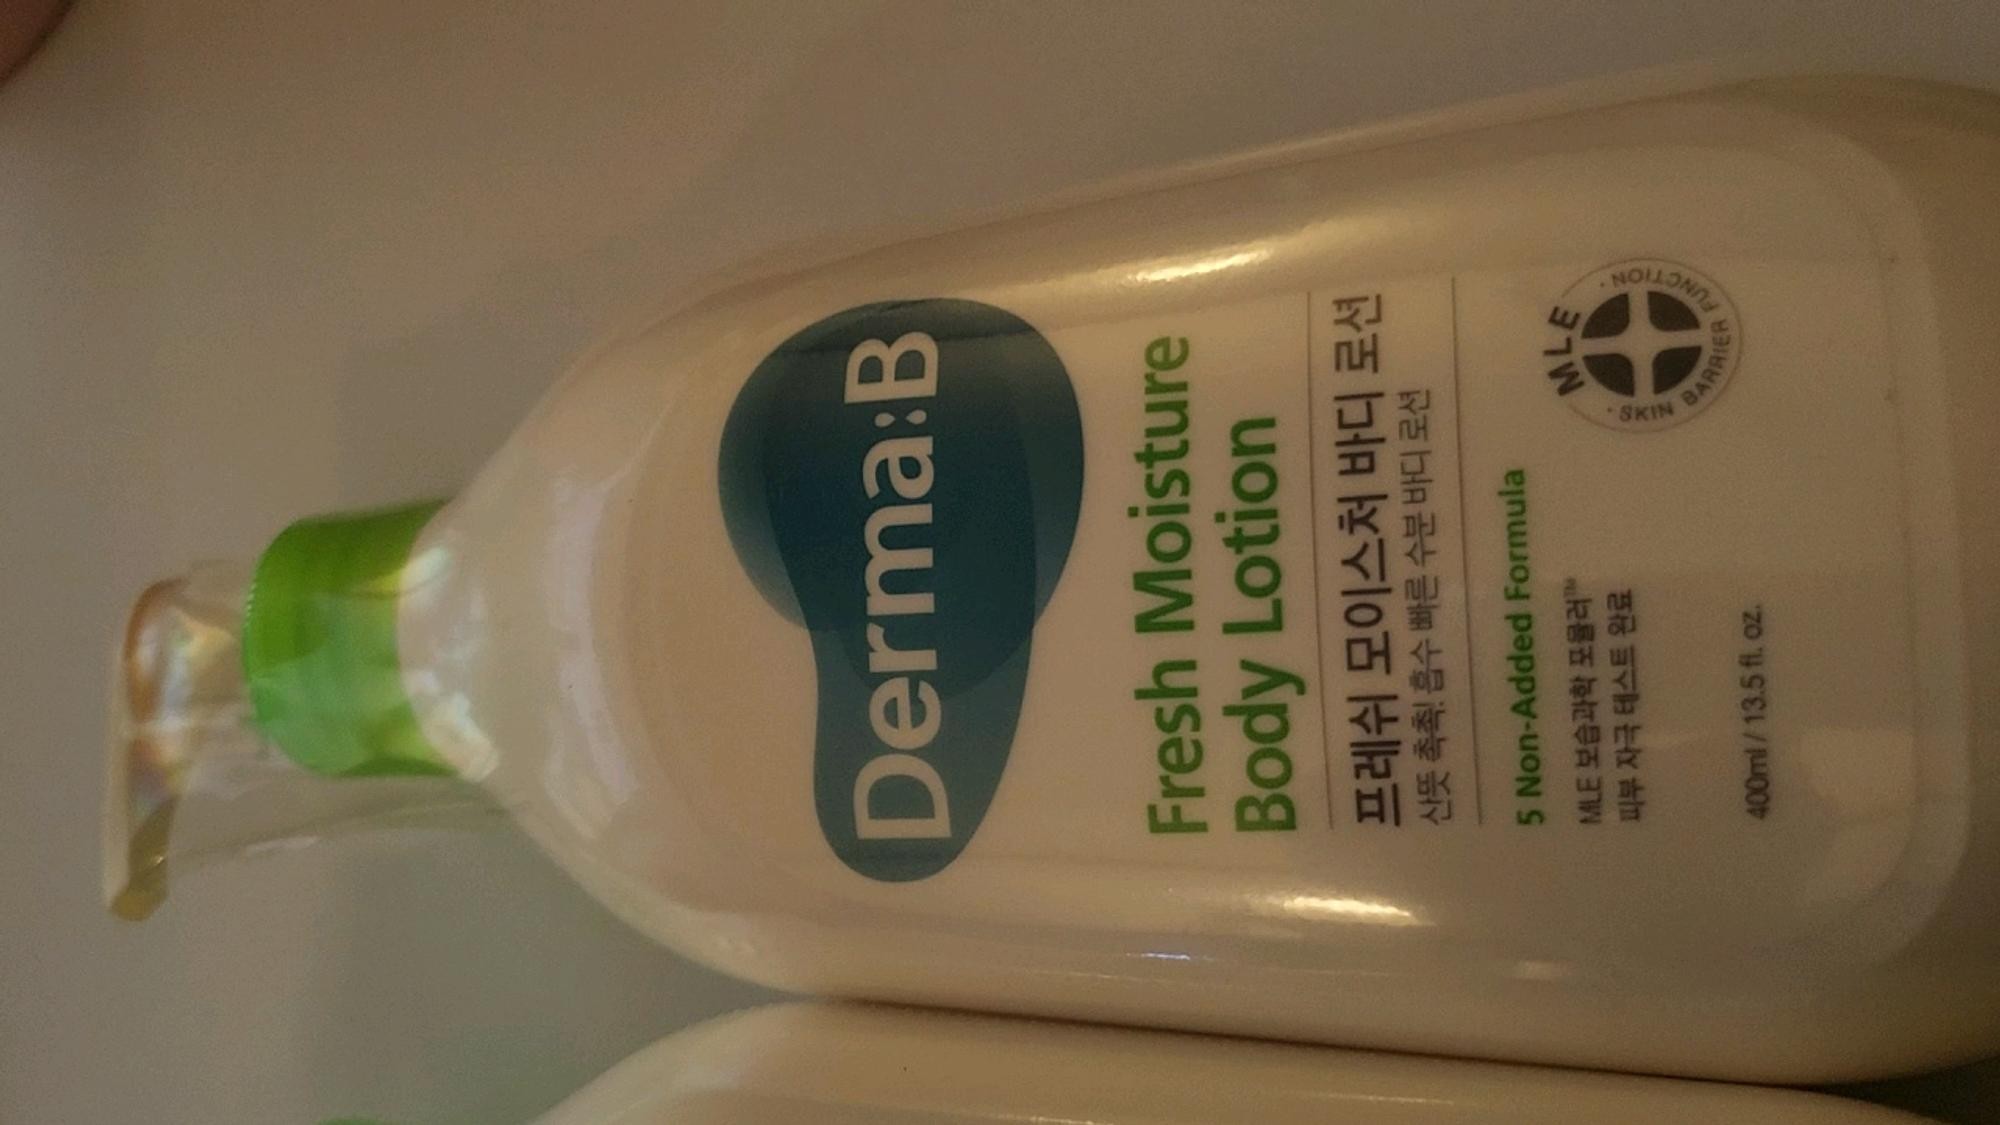 Derma:B
Fresh Moisture
Body Lotion
프레쉬 모이스처 바디 로션
산뜻 촉촉! 흡수 빠른 수분 바디 로션
5 Non-Added Formula
MLE 보습과학 포뮬러™
피부 자극 테스트 완료
MLE
· SKIN BARRIER FUNCTION ·
400ml / 13.5 fl. oz.